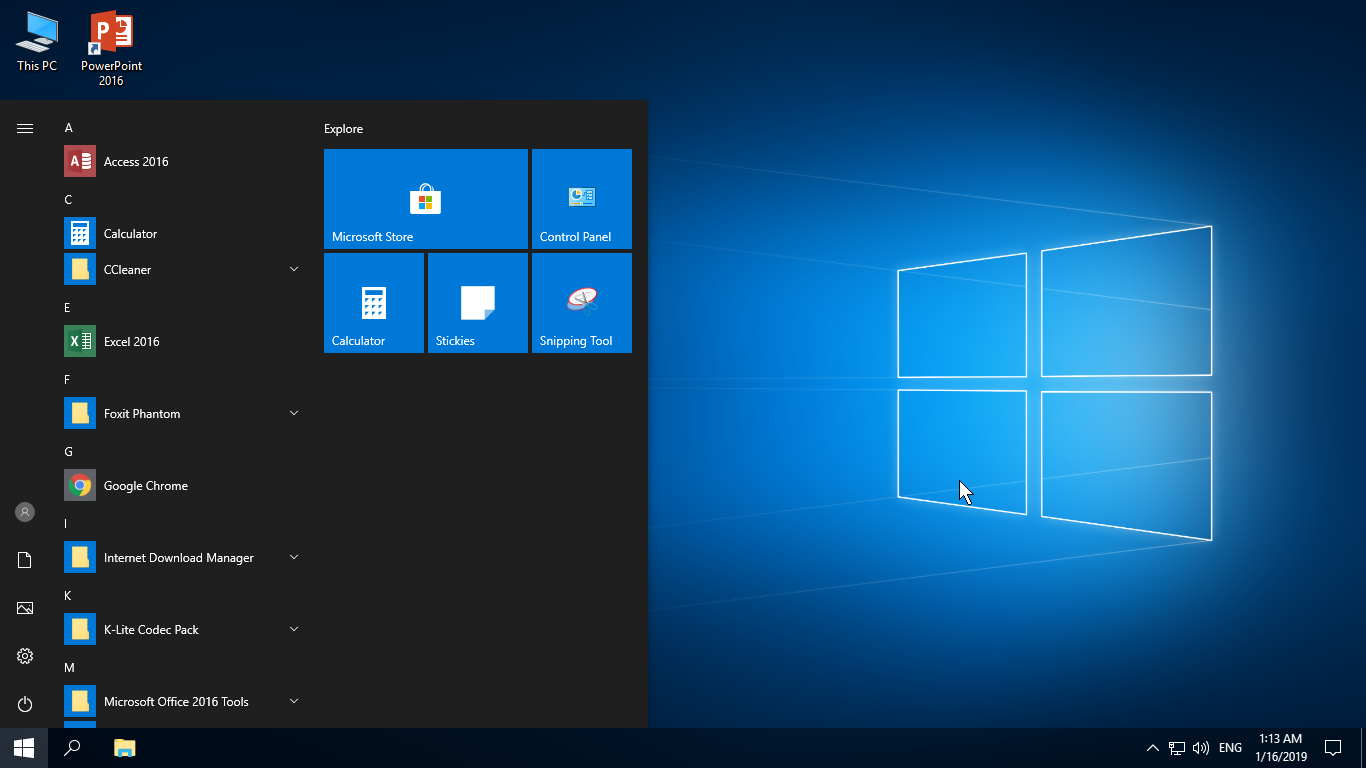 This PC
PowerPoint
2016
A
Access 2016
C
Calculator
CCleaner
E
Excel 2016
F
Foxit Phantom
G
Google Chrome
I
Internet Download Manager
K
K-Lite Codec Pack
M
Microsoft Office 2016 Tools
Explore
Microsoft Store
Control Panel
Calculator
Stickies
Snipping Tool
ENG
1:13 AM
1/16/2019